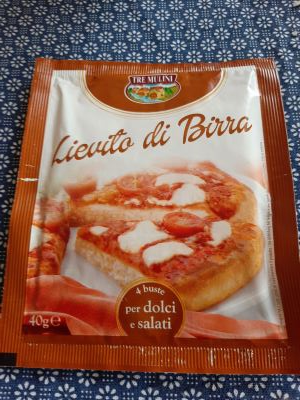 TRE MULINI
Lievito di Birra
4 buste
per dolci
e salati
40g e